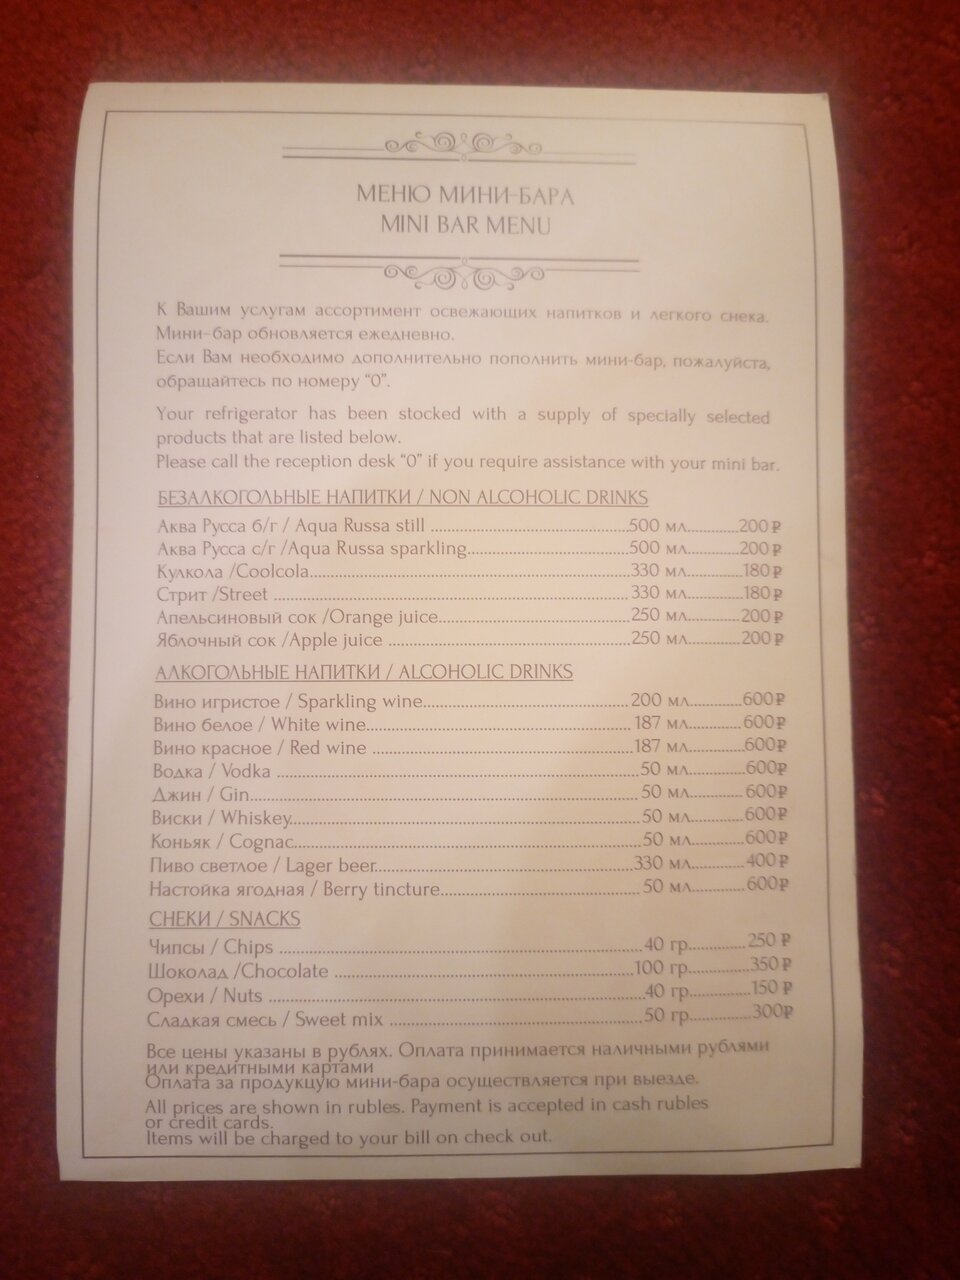 МЕНЮ МИНИ-БАРА
MINI BAR MENU
К Вашим услугам ассортимент освежающих напитков и легкого снека.
Мини-бар обновляется ежедневно.
Если Вам необходимо дополнительно пополнить мини-бар, пожалуйста,
обращайтесь по номеру “0”.
Your refrigerator has been stocked with a supply of specially selected
products that are listed below.
Please call the reception desk “0” if you require assistance with your mini bar.
БЕЗАЛКОГОЛЬНЫЕ НАПИТКИ / NON ALCOHOLIC DRINKS
Аква Русса б/г / Aqua Russa still ........ 500 мл ........ 200 ₽
Аква Русса с/г /Aqua Russa sparkling ........ 500 мл ........ 200 ₽
Кулкола /Coolcola ........ 330 мл ........ 180 ₽
Стрит /Street ........ 330 мл ........ 180 ₽
Апельсиновый сок /Orange juice ........ 250 мл ........ 200 ₽
Яблочный сок /Apple juice ........ 250 мл ........ 200 ₽
АЛКОГОЛЬНЫЕ НАПИТКИ / ALCOHOLIC DRINKS
Вино игристое / Sparkling wine ........ 200 мл ........ 600₽
Вино белое / White wine ........ 187 мл ........ 600₽
Вино красное / Red wine ........ 187 мл ........ 600₽
Водка / Vodka ........ 50 мл ........ 600₽
Джин / Gin ........ 50 мл ........ 600₽
Виски / Whiskey ........ 50 мл ........ 600₽
Коньяк / Cognac ........ 50 мл ........ 600₽
Пиво светлое / Lager beer ........ 330 мл ........ 400₽
Настойка ягодная / Berry tincture ........ 50 мл ........ 600₽
СНЕКИ / SNACKS
Чипсы / Chips ........ 40 гр ........ 250 ₽
Шоколад /Chocolate ........ 100 гр ........ 350₽
Орехи / Nuts ........ 40 гр ........ 150 ₽
Сладкая смесь / Sweet mix ........ 50 гр ........ 300₽
Все цены указаны в рублях. Оплата принимается наличными рублями
или кредитными картами
Оплата за продукцую мини-бара осуществляется при выезде.
All prices are shown in rubles. Payment is accepted in cash rubles
or credit cards.
Items will be charged to your bill on check out.